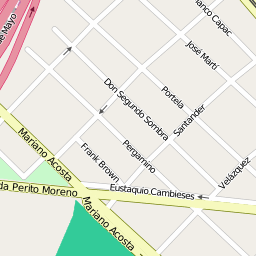 de Mayo
Manco Capac
José Martí
Portela
Don Segundo Sombra
Santander
Mariano Acosta
Frank Brown
Pergamino
Velázquez
da Perito Moreno
Eustaquio Cambieses
Mariano Acosta